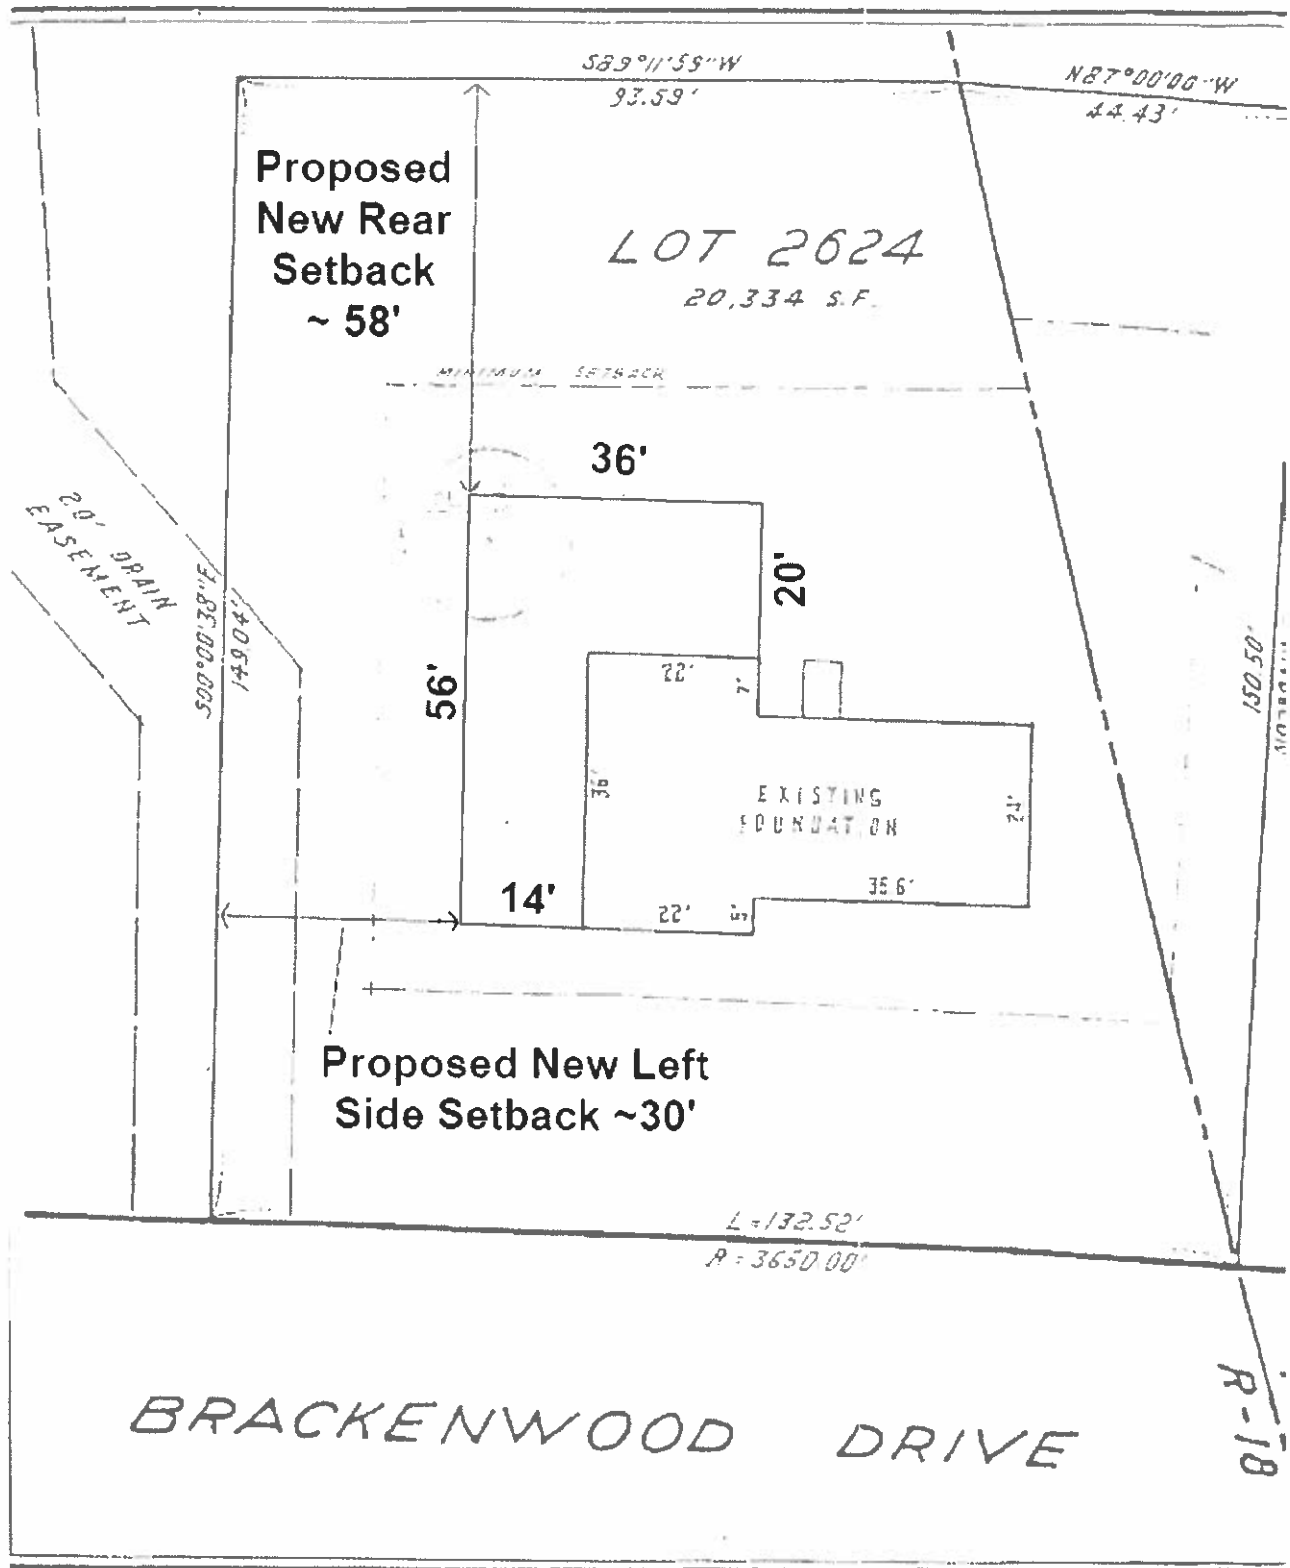 S89°11'59"W
93.59'
N87°00'00"W
44.43'
Proposed
New Rear
Setback
~ 58'
LOT 2624
20,334 S.F.
MINIMUM SETBACK
36'
20'
20' DRAIN
EASEMENT
S00°00'38"E
149.04'
56'
22'
7'
150.50'
36'
EXISTING
FOUNDATION
24'
14'
22'
35.6'
Proposed New Left
Side Setback ~30'
L=132.52'
R=3650.00'
BRACKENWOOD DRIVE
R-18